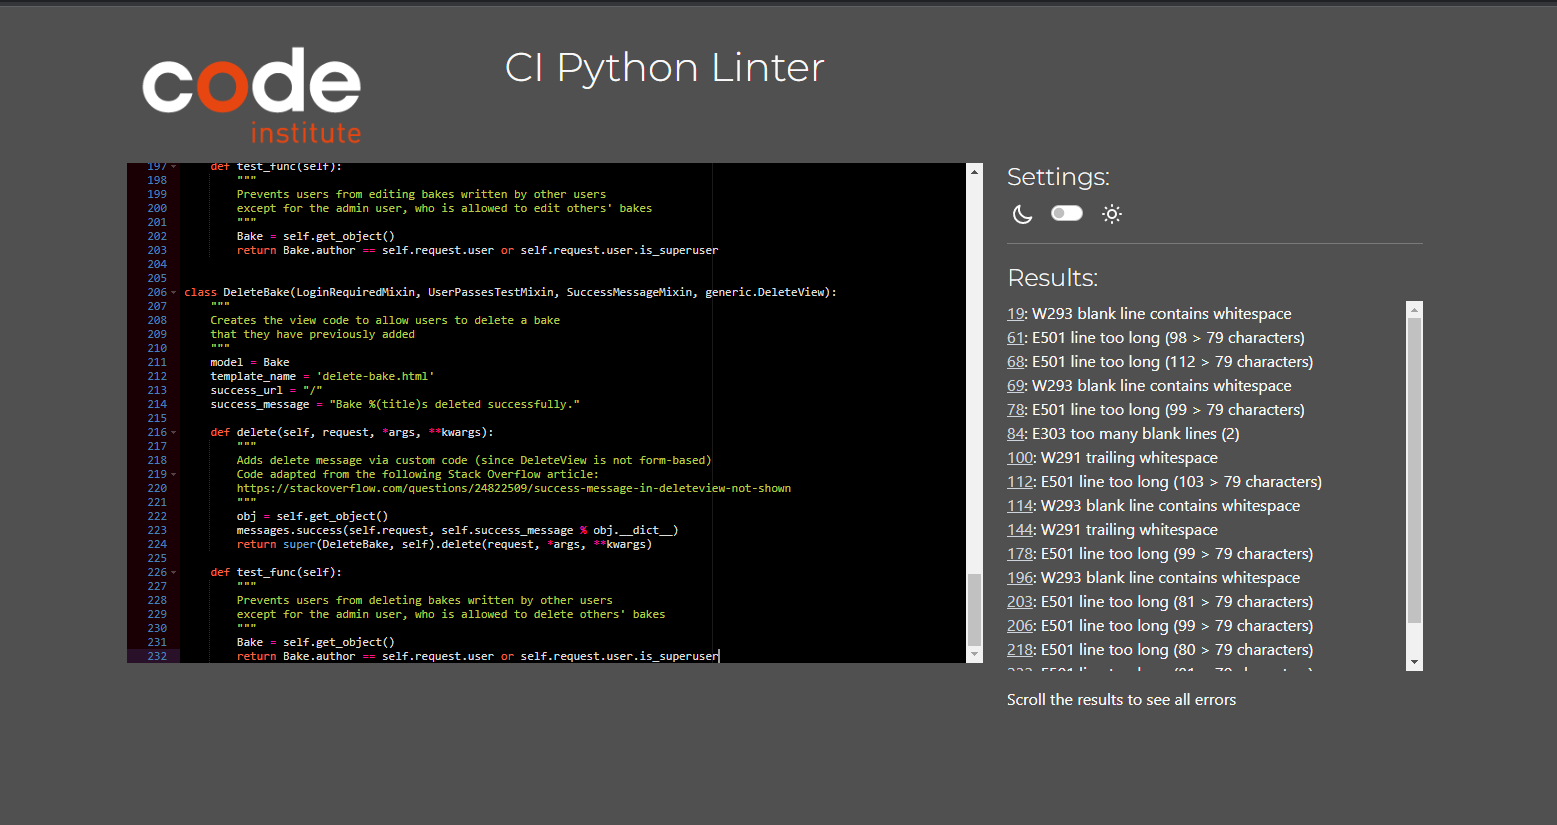 code
institute
CI Python Linter
197 def test_func(self):
198 """
199 Prevents users from editing bakes written by other users
200 except for the admin user, who is allowed to edit others' bakes
201 """
202 Bake = self.get_object()
203 return Bake.author == self.request.user or self.request.user.is_superuser
204
205
206 class DeleteBake(LoginRequiredMixin, UserPassesTestMixin, SuccessMessageMixin, generic.DeleteView):
207 """
208 Creates the view code to allow users to delete a bake
209 that they have previously added
210 """
211 model = Bake
212 template_name = 'delete-bake.html'
213 success_url = "/"
214 success_message = "Bake %(title)s deleted successfully."
215
216 def delete(self, request, *args, **kwargs):
217 """
218 Adds delete message via custom code (since DeleteView is not form-based)
219 Code adapted from the following Stack Overflow article:
220 https://stackoverflow.com/questions/24822509/success-message-in-deleteview-not-shown
221 """
222 obj = self.get_object()
223 messages.success(self.request, self.success_message % obj.__dict__)
224 return super(DeleteBake, self).delete(request, *args, **kwargs)
225
226 def test_func(self):
227 """
228 Prevents users from deleting bakes written by other users
229 except for the admin user, who is allowed to delete others' bakes
230 """
231 Bake = self.get_object()
232 return Bake.author == self.request.user or self.request.user.is_superuser
Settings:
Results:
19: W293 blank line contains whitespace
61: E501 line too long (98 > 79 characters)
68: E501 line too long (112 > 79 characters)
69: W293 blank line contains whitespace
78: E501 line too long (99 > 79 characters)
84: E303 too many blank lines (2)
100: W291 trailing whitespace
112: E501 line too long (103 > 79 characters)
114: W293 blank line contains whitespace
144: W291 trailing whitespace
178: E501 line too long (99 > 79 characters)
196: W293 blank line contains whitespace
203: E501 line too long (81 > 79 characters)
206: E501 line too long (99 > 79 characters)
218: E501 line too long (80 > 79 characters)
Scroll the results to see all errors